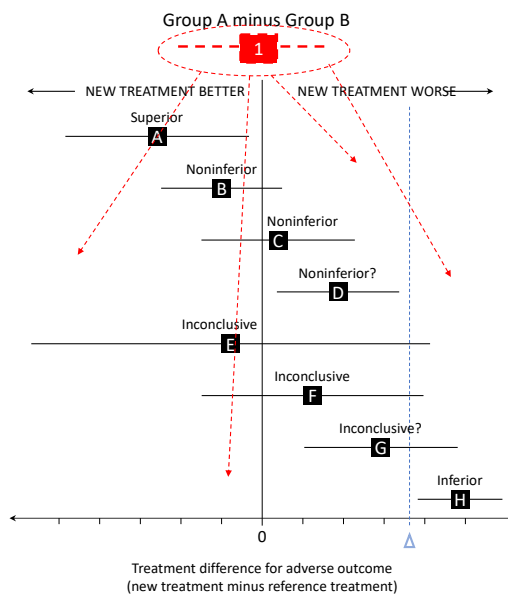 Group A minus Group B
1
NEW TREATMENT BETTER NEW TREATMENT WORSE
Superior
A
Noninferior
B
Noninferior
C
Noninferior?
D
Inconclusive
E
Inconclusive
F
Inconclusive?
G
Inferior
H
0 Δ
Treatment difference for adverse outcome
(new treatment minus reference treatment)